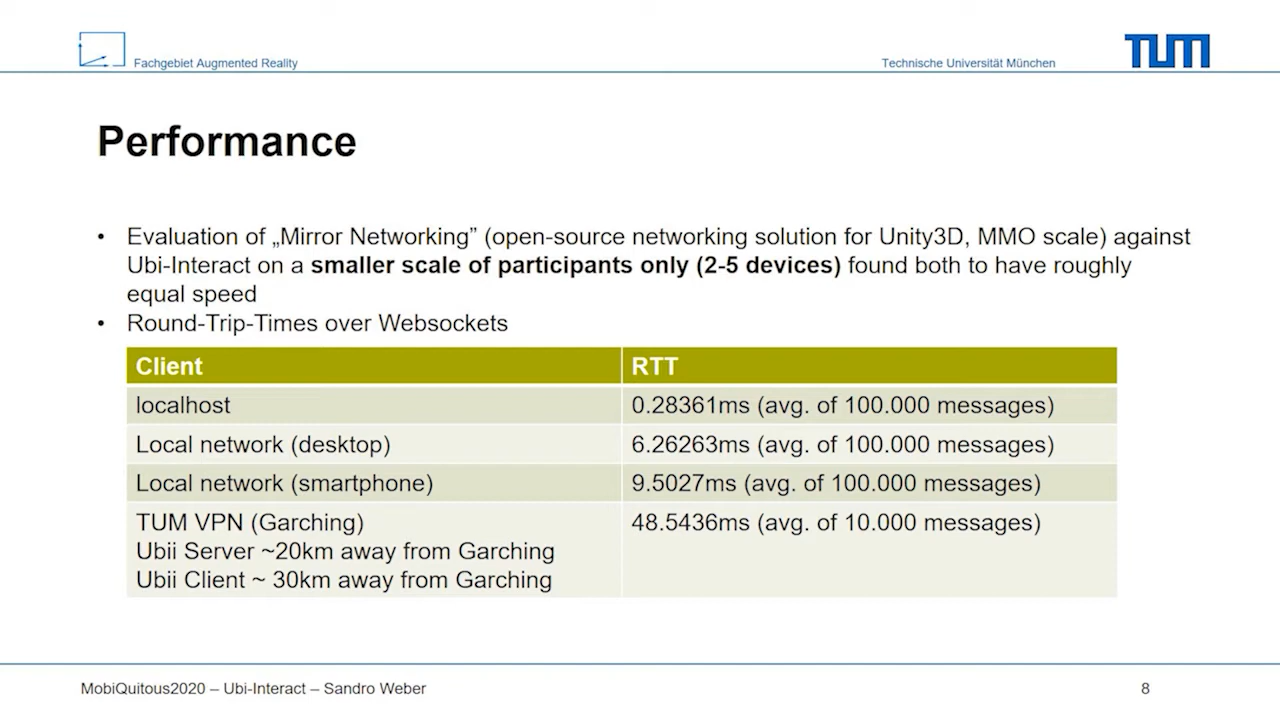 Fachgebiet Augmented Reality
Technische Universität München
TUM
Performance
• Evaluation of „Mirror Networking” (open-source networking solution for Unity3D, MMO scale) against
Ubi-Interact on a smaller scale of participants only (2-5 devices) found both to have roughly
equal speed
• Round-Trip-Times over Websockets
Client RTT
localhost 0.28361ms (avg. of 100.000 messages)
Local network (desktop) 6.26263ms (avg. of 100.000 messages)
Local network (smartphone) 9.5027ms (avg. of 100.000 messages)
TUM VPN (Garching) 48.5436ms (avg. of 10.000 messages)
Ubii Server ~20km away from Garching
Ubii Client ~ 30km away from Garching
MobiQuitous2020 – Ubi-Interact – Sandro Weber
8